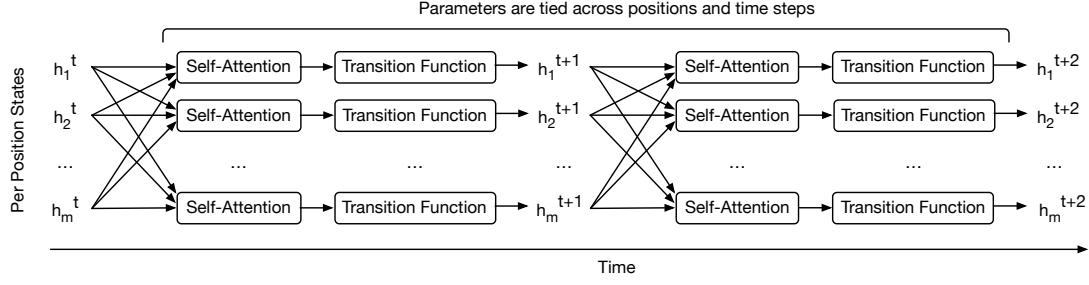 Parameters are tied across positions and time steps
Per Position States
h₁ᵗ Self-Attention Transition Function h₁ᵗ⁺¹ Self-Attention Transition Function h₁ᵗ⁺²
h₂ᵗ Self-Attention Transition Function h₂ᵗ⁺¹ Self-Attention Transition Function h₂ᵗ⁺²
... ... ... ... ... ... ...
hₘᵗ Self-Attention Transition Function hₘᵗ⁺¹ Self-Attention Transition Function hₘᵗ⁺²
Time